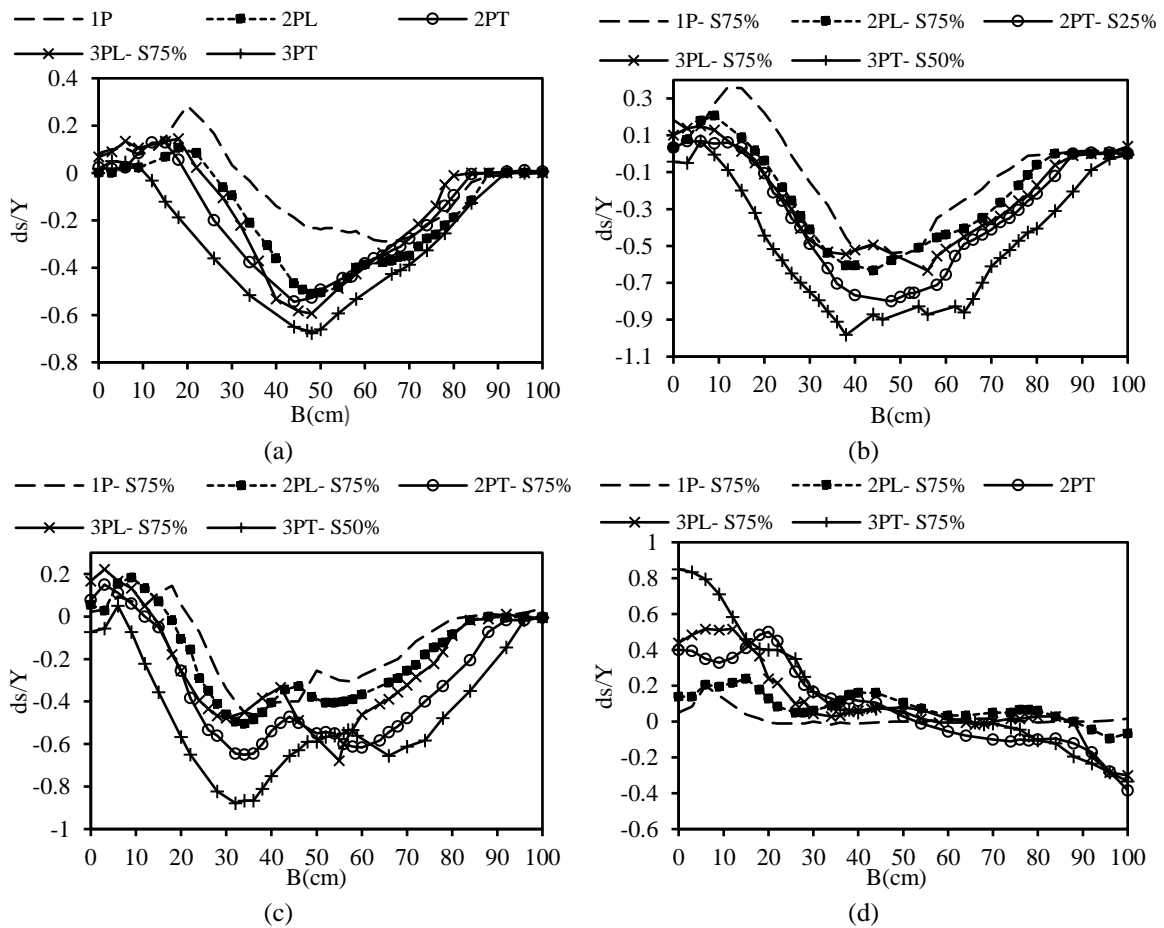 1P 2PL 2PT
3PL- S75% 3PT
0.4
0.2
0
-0.2
-0.4
-0.6
-0.8
ds/Y
0 10 20 30 40 50 60 70 80 90 100
B(cm)
(a)
1P- S75% 2PL- S75% 2PT- S25%
3PL- S75% 3PT- S50%
0.3
0.1
-0.1
-0.3
-0.5
-0.7
-0.9
-1.1
ds/Y
0 10 20 30 40 50 60 70 80 90 100
B(cm)
(b)
1P- S75% 2PL- S75% 2PT- S75%
3PL- S75% 3PT- S50%
0.2
0
-0.2
-0.4
-0.6
-0.8
-1
ds/Y
0 10 20 30 40 50 60 70 80 90 100
B(cm)
(c)
1P- S75% 2PL- S75% 2PT
3PL- S75% 3PT- S75%
1
0.8
0.6
0.4
0.2
0
-0.2
-0.4
-0.6
ds/Y
0 10 20 30 40 50 60 70 80 90 100
B(cm)
(d)